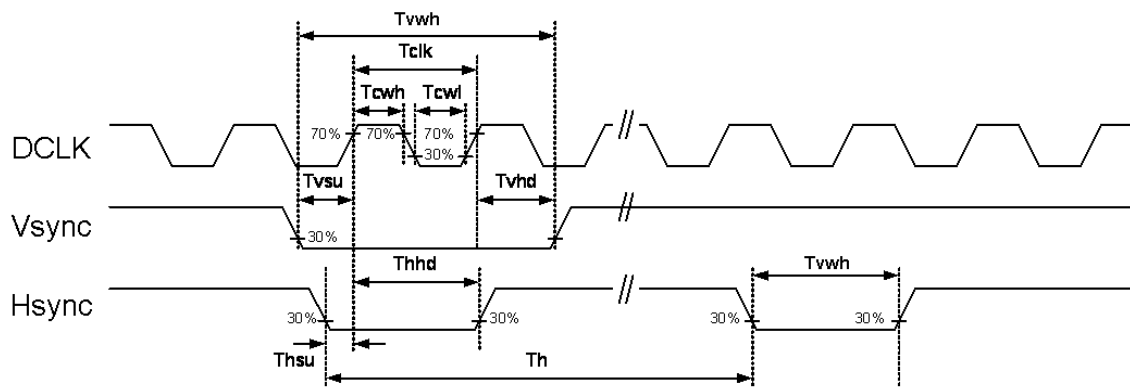 Tvwh
Tclk
Tcwh Tcwl
DCLK 70% 70% 70%
30%
Tvsu Tvhd
Vsync
30%
Thhd Tvwh
Hsync
30% 30% 30% 30%
Thsu Th